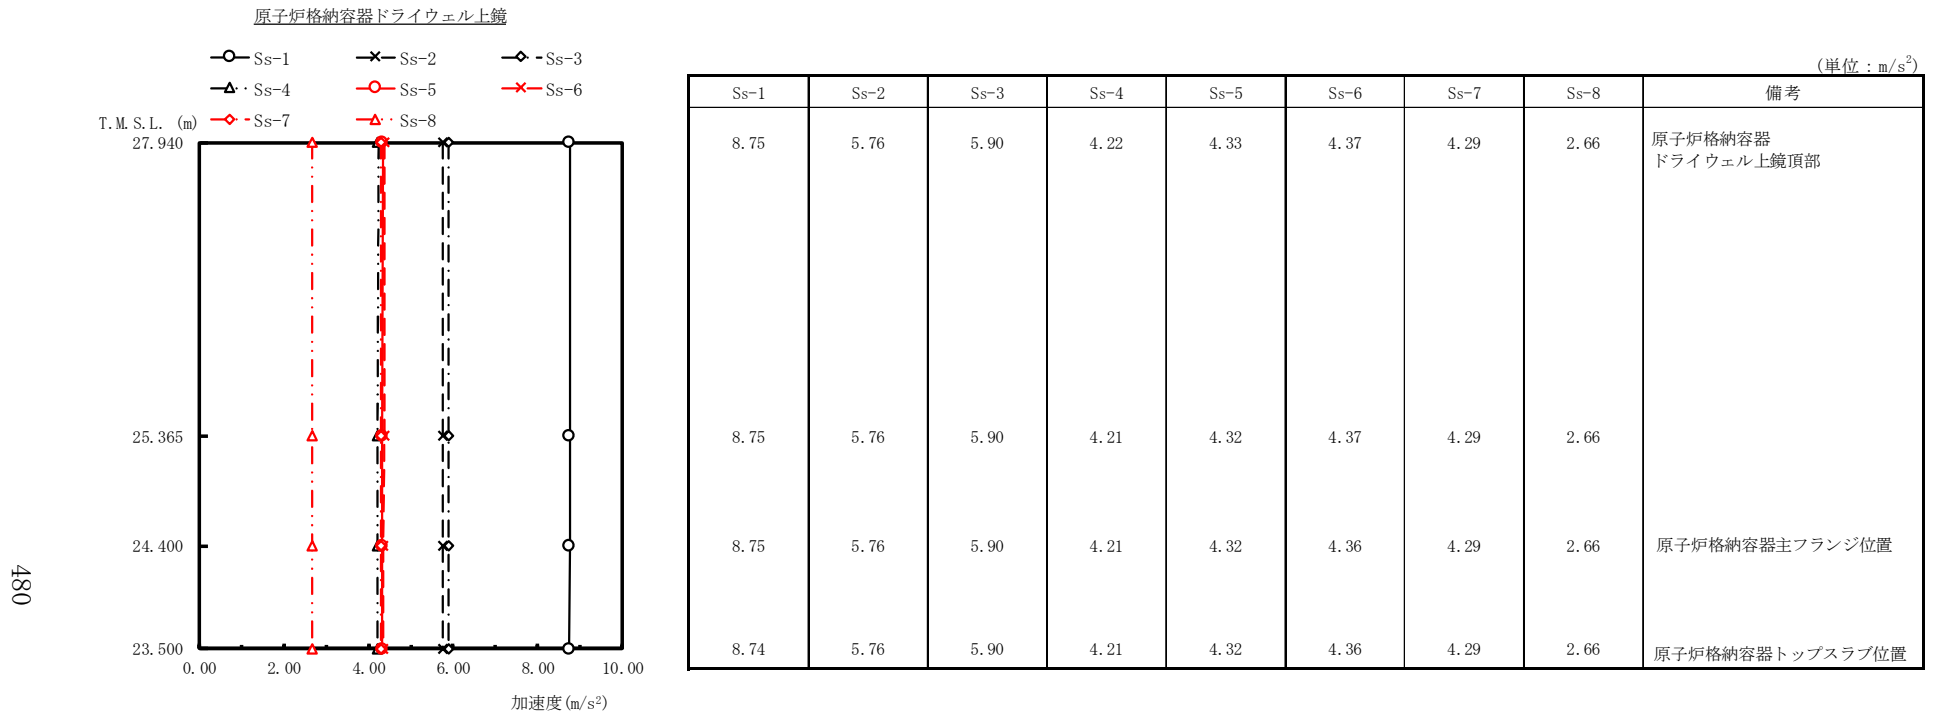 原子炉格納容器ドライウェル上鏡
Ss-1 Ss-2 Ss-3
Ss-4 Ss-5 Ss-6
Ss-7 Ss-8
T.M.S.L. (m)
27.940
25.365
24.400
23.500
0.00 2.00 4.00 6.00 8.00 10.00
加速度(m/s²)
(単位：m/s²)
Ss-1 Ss-2 Ss-3 Ss-4 Ss-5 Ss-6 Ss-7 Ss-8 備考
8.75 5.76 5.90 4.22 4.33 4.37 4.29 2.66 原子炉格納容器
ドライウェル上鏡頂部
8.75 5.76 5.90 4.21 4.32 4.37 4.29 2.66
8.75 5.76 5.90 4.21 4.32 4.36 4.29 2.66 原子炉格納容器主フランジ位置
8.74 5.76 5.90 4.21 4.32 4.36 4.29 2.66 原子炉格納容器トップスラブ位置
480